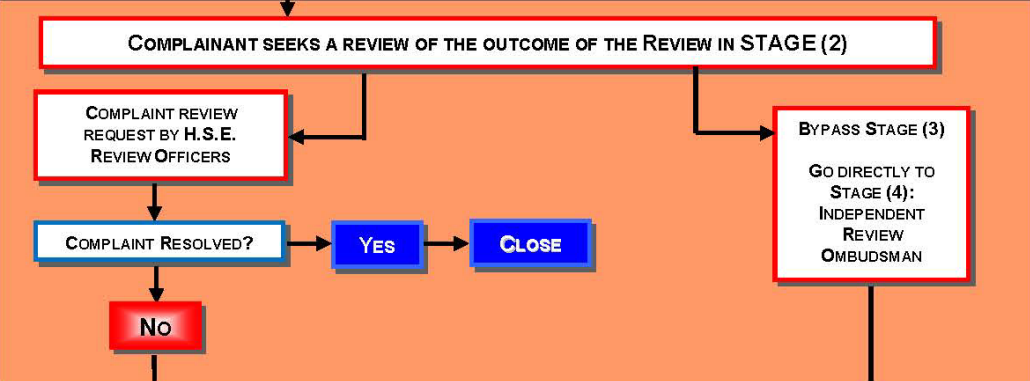 COMPLAINANT SEEKS A REVIEW OF THE OUTCOME OF THE REVIEW IN STAGE (2)
COMPLAINT REVIEW
REQUEST BY H.S.E.
REVIEW OFFICERS
BYPASS STAGE (3)
GO DIRECTLY TO
STAGE (4):
INDEPENDENT
REVIEW
OMBUDSMAN
COMPLAINT RESOLVED?
YES
CLOSE
NO